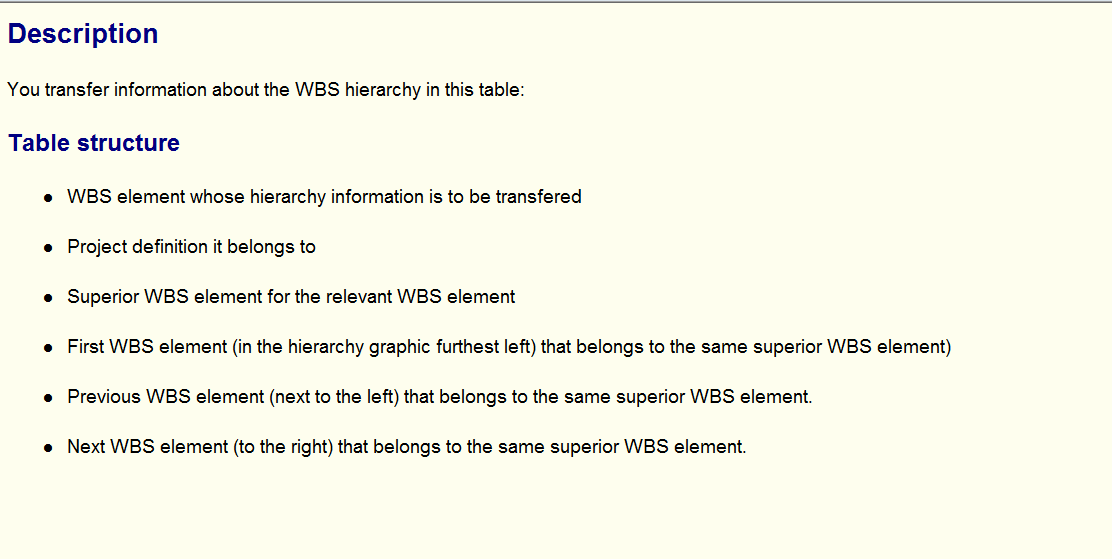 Description
You transfer information about the WBS hierarchy in this table:
Table structure
● WBS element whose hierarchy information is to be transfered
● Project definition it belongs to
● Superior WBS element for the relevant WBS element
● First WBS element (in the hierarchy graphic furthest left) that belongs to the same superior WBS element)
● Previous WBS element (next to the left) that belongs to the same superior WBS element.
● Next WBS element (to the right) that belongs to the same superior WBS element.